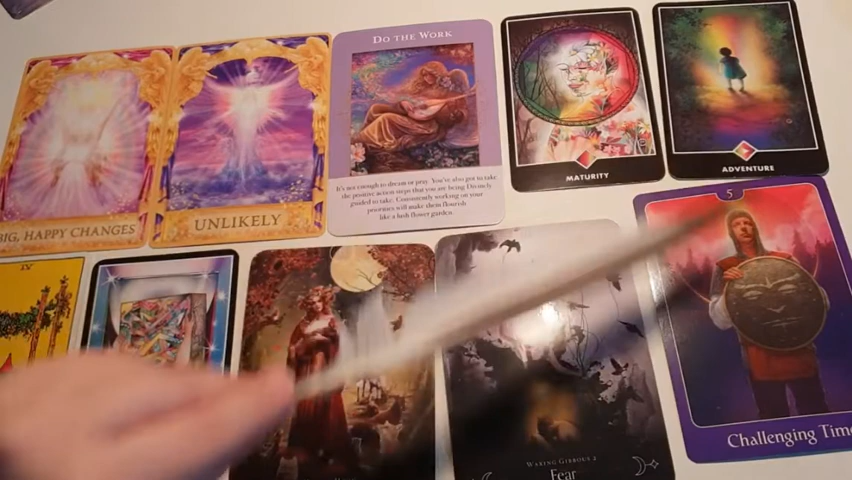 BIG, HAPPY CHANGES
UNLIKELY
DO THE WORK
It's not enough to dream or pray. You've also got to take
the positive action steps that you are being Divinely
guided to take. Consistently working on your
priorities will make them flourish
like a lush flower garden.
MATURITY
ADVENTURE
IV
5
WAXING GIBBOUS 2
Fear
Challenging Time